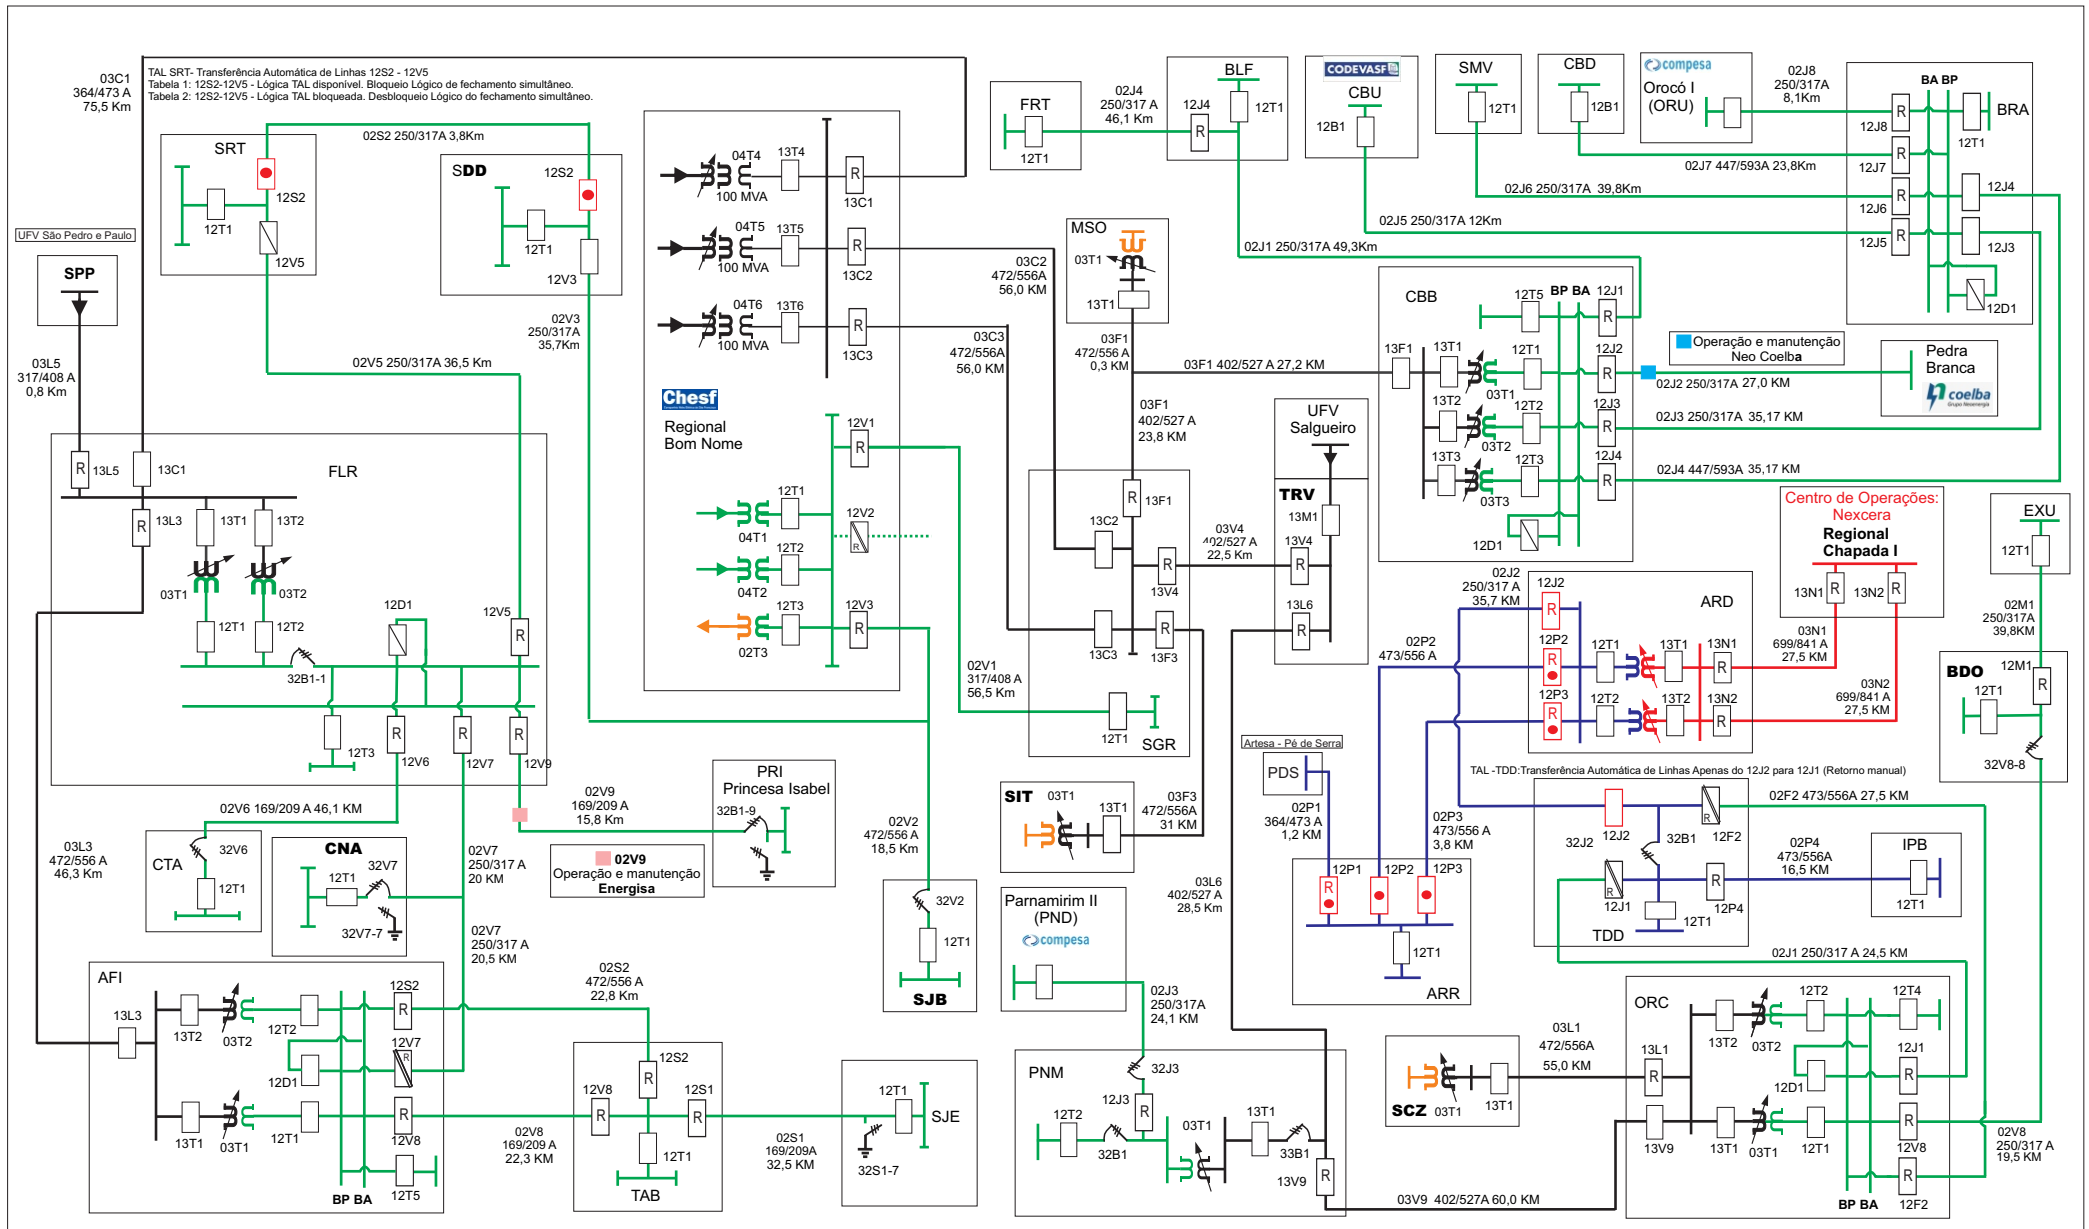 03C1
364/473 A
75,5 Km
TAL SRT- Transferência Automática de Linhas 12S2 - 12V5
Tabela 1: 12S2-12V5 - Lógica TAL disponível. Bloqueio Lógico de fechamento simultâneo.
Tabela 2: 12S2-12V5 - Lógica TAL bloqueada. Desbloqueio Lógico do fechamento simultâneo.
02S2 250/317A 3,8Km
SRT
12S2
12T1
12V5
SDD
12S2
12T1
12V3
02V3
250/317A
35,7Km
02V5 250/317A 36,5 Km
UFV São Pedro e Paulo
SPP
03L5
317/408 A
0,8 Km
04T4
13T4
100 MVA
R
13C1
04T5
13T5
100 MVA
R
13C2
04T6
13T6
100 MVA
R
13C3
Chesf
Regional
Bom Nome
12V1
R
12T1
04T1
12V2
R
12T2
04T2
12T3
02T3
12V3
R
FRT
12T1
02J4
250/317 A
46,1 Km
BLF
12J4
R
12T1
CODEVASF
CBU
12B1
SMV
12T1
CBD
12B1
compesa
Orocó I
(ORU)
02J8
250/317A
8,1Km
BA BP
BRA
R
12J8
12T1
R
12J7
02J7 447/593A 23,8Km
02J6 250/317A 39,8Km
R
12J6
12J4
02J5 250/317A 12Km
R
12J5
12J3
12D1
02J1 250/317A 49,3Km
MSO
03T1
13T1
03C2
472/556A
56,0 KM
03C3
472/556A
56,0 KM
03F1
472/556 A
0,3 KM
03F1 402/527 A 27,2 KM
03F1
402/527 A
23,8 KM
CBB
BP BA
12T5
12J1
R
13F1
13T1
03T1
12T1
12J2
R
13T2
03T2
12T2
12J3
R
13T3
03T3
12T3
12J4
R
12D1
Operação e manutenção
Neo Coelba
02J2 250/317A 27,0 KM
Pedra
Branca
coelba
Grupo Neoenergia
02J3 250/317A 35,17 KM
02J4 447/593A 35,17 KM
UFV
Salgueiro
TRV
13M1
13V4
R
13L6
R
03V4
402/527 A
22,5 Km
R
13F1
13C2
R
13V4
13C3
R
13F3
12T1
SGR
02V1
317/408 A
56,5 Km
FLR
R
13L5
13C1
R
13L3
13T1
13T2
03T1
03T2
12T1
12T2
32B1-1
12D1
12V5
R
12T3
R
12V6
R
12V7
R
12V9
02V6 169/209 A 46,1 KM
CTA
32V6
12T1
CNA
12T1
32V7
32V7-7
02V7
250/317 A
20 KM
02V7
250/317 A
20,5 KM
02V9
169/209 A
15,8 Km
02V9
Operação e manutenção
Energisa
PRI
Princesa Isabel
32B1-9
02V2
472/556 A
18,5 Km
SJB
32V2
12T1
03L3
472/556 A
46,3 Km
AFI
13L3
13T2
03T2
12T2
12S2
R
12D1
12V7
R
13T1
03T1
12T1
R
12V8
12T5
BP BA
02S2
472/556 A
22,8 Km
02V8
169/209 A
22,3 KM
TAB
12S2
R
12V8
R
12S1
R
12T1
02S1
169/209A
32,5 KM
SJE
12T1
32S1-7
SIT
03T1
13T1
03F3
472/556A
31 KM
Parnamirim II
(PND)
compesa
02J3
250/317A
24,1 KM
PNM
32J3
12J3
R
12T2
32B1
03T1
13T1
33B1
R
13V9
03L6
402/527 A
28,5 Km
Artesa - Pé de Serra
PDS
02P1
364/473 A
1,2 KM
02P2
473/556 A
02P3
473/556 A
3,8 KM
12P1
R
12P2
12P3
12T1
ARR
Centro de Operações:
Nexcera
Regional
Chapada I
13N1
R
13N2
R
ARD
02J2
250/317 A
35,7 KM
12J2
R
12P2
R
12P3
R
12T1
13T1
13N1
R
12T2
13T2
13N2
R
03N1
699/841 A
27,5 KM
03N2
699/841 A
27,5 KM
EXU
12T1
02M1
250/317A
39,8KM
BDO
12M1
R
12T1
32V8-8
TAL -TDD:Transferência Automática de Linhas Apenas do 12J2 para 12J1 (Retorno manual)
TDD
12J2
32J2
32B1
R
12F2
R
12J1
R
12P4
12T1
02F2 473/556A 27,5 KM
02P4
473/556A
16,5 KM
IPB
12T1
02J1 250/317 A 24,5 KM
SCZ
03T1
13T1
03L1
472/556A
55,0 KM
ORC
13L1
R
R
13V9
13T2
03T2
12T2
12T4
12D1
12J1
R
13T1
03T1
12T1
R
12V8
R
12F2
BP BA
02V8
250/317 A
19,5 KM
03V9 402/527A 60,0 KM